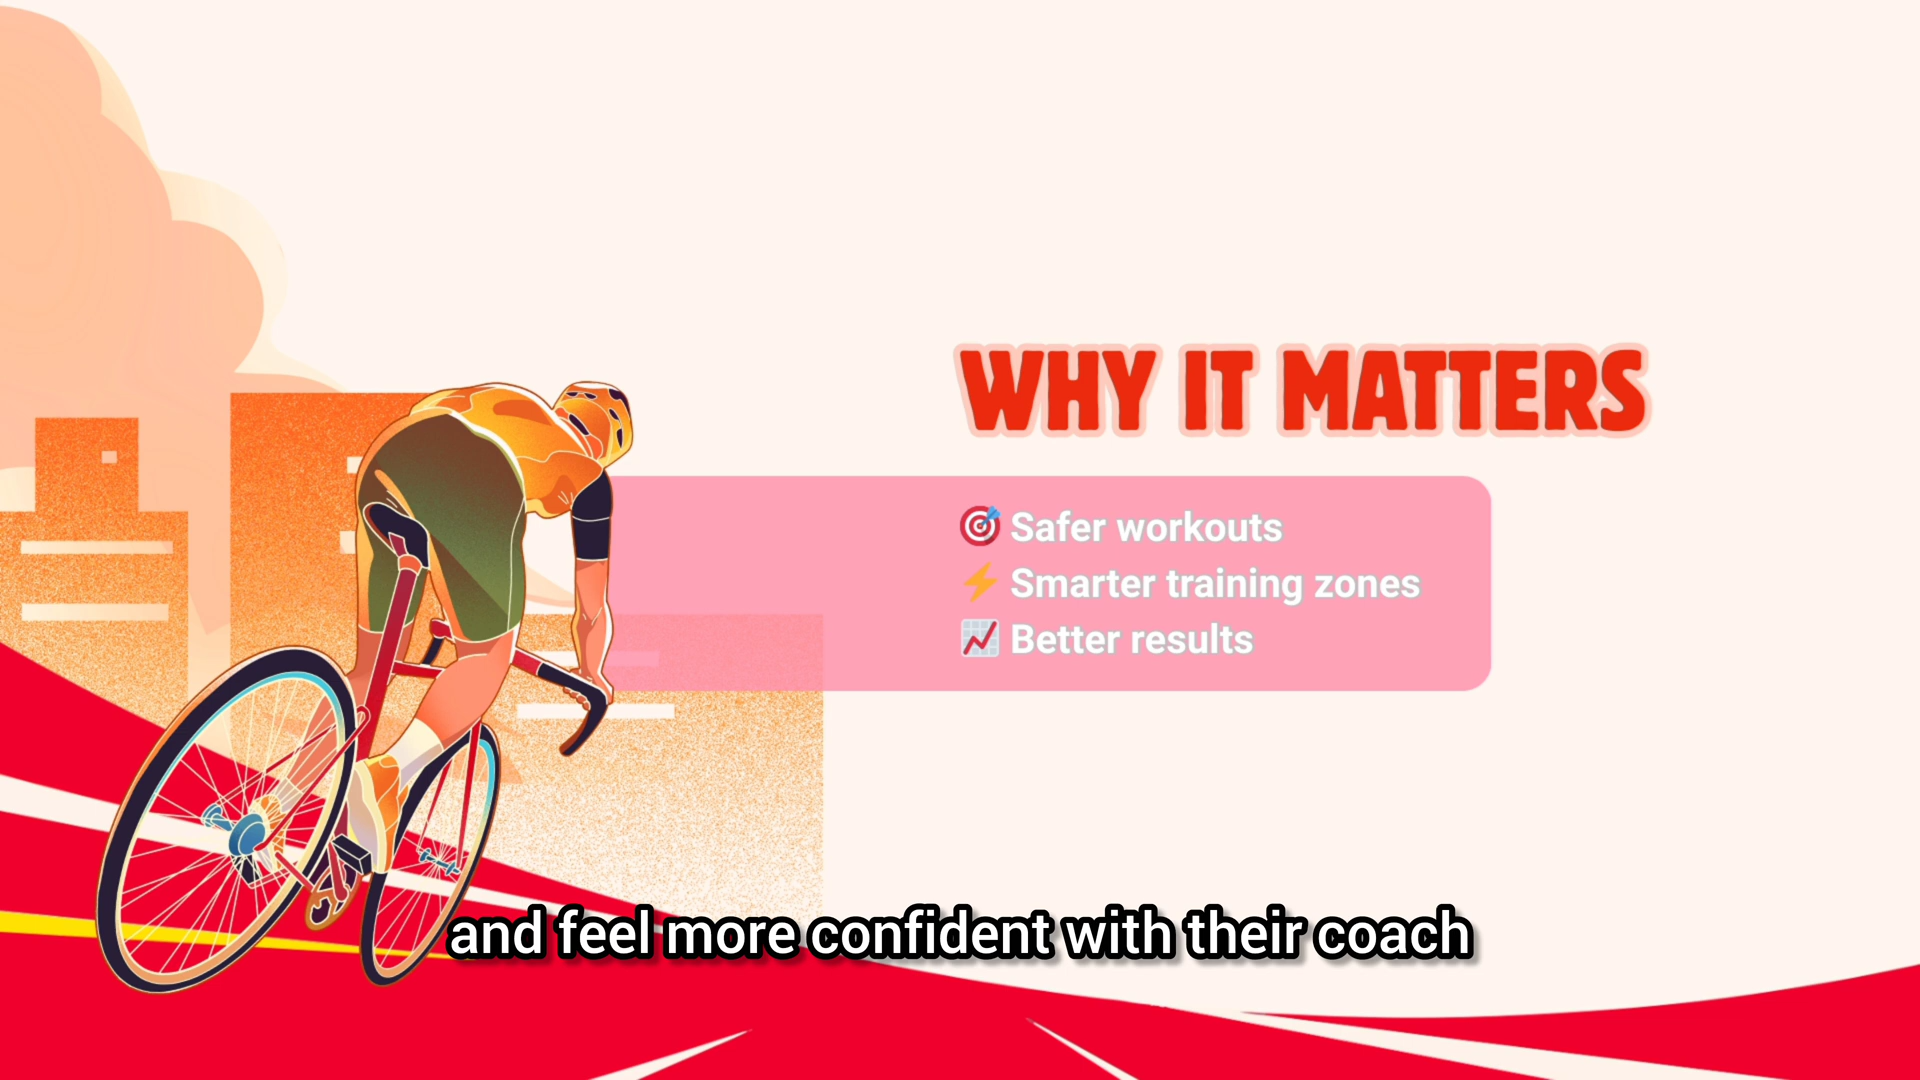 WHY IT MATTERS
🎯 Safer workouts
⚡ Smarter training zones
📈 Better results
and feel more confident with their coach